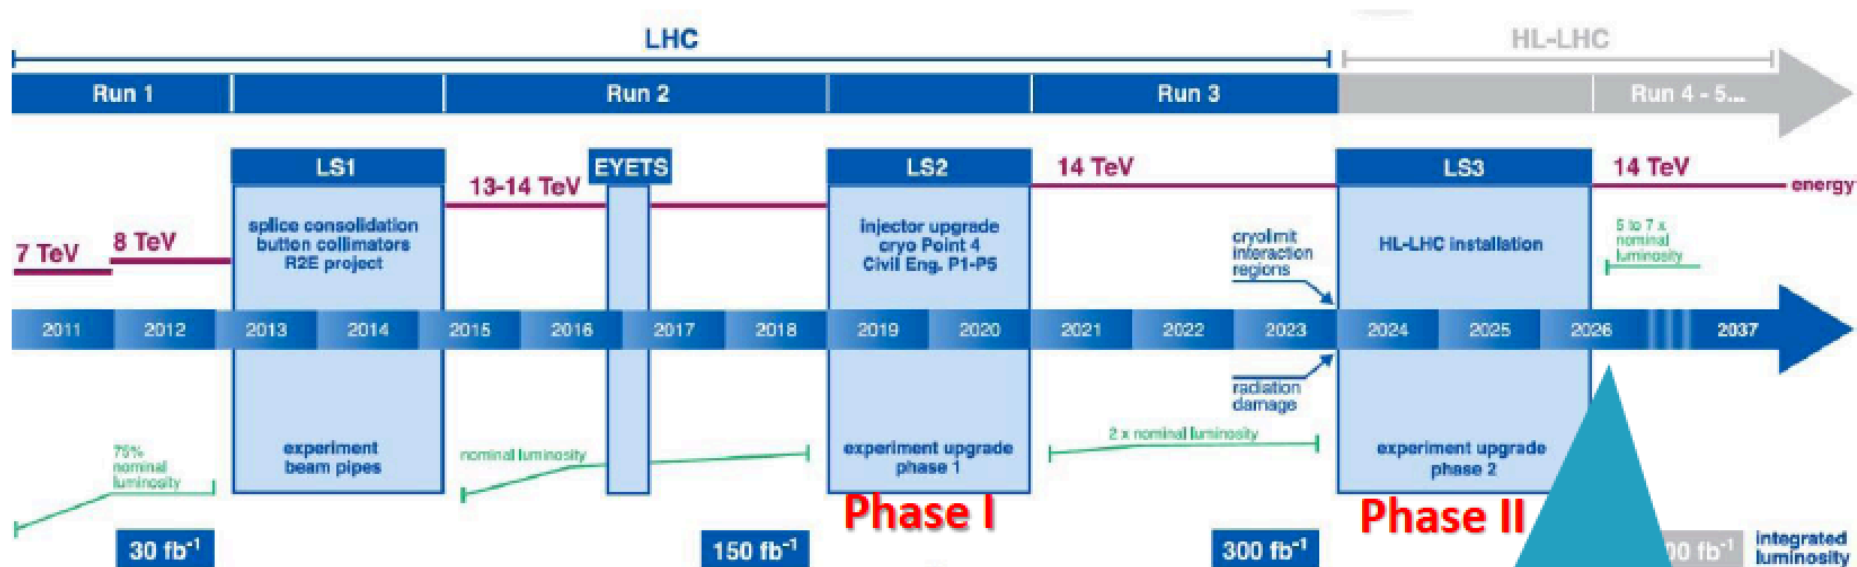 LHC
HL-LHC
Run 1
Run 2
Run 3
Run 4 - 5...
LS1
EYETS
LS2
14 TeV
LS3
14 TeV
energy
13-14 TeV
7 TeV
8 TeV
splice consolidation
button collimators
R2E project
injector upgrade
cryo Point 4
Civil Eng. P1-P5
cryolimit
interaction
regions
HL-LHC installation
5 to 7 x
nominal
luminosity
2011
2012
2013
2014
2015
2016
2017
2018
2019
2020
2021
2022
2023
2024
2025
2026
2037
radiation
damage
75%
nominal
luminosity
experiment
beam pipes
nominal luminosity
experiment upgrade
phase 1
2 x nominal luminosity
experiment upgrade
phase 2
Phase I
Phase II
30 fb-1
150 fb-1
300 fb-1
00 fb-1
integrated
luminosity